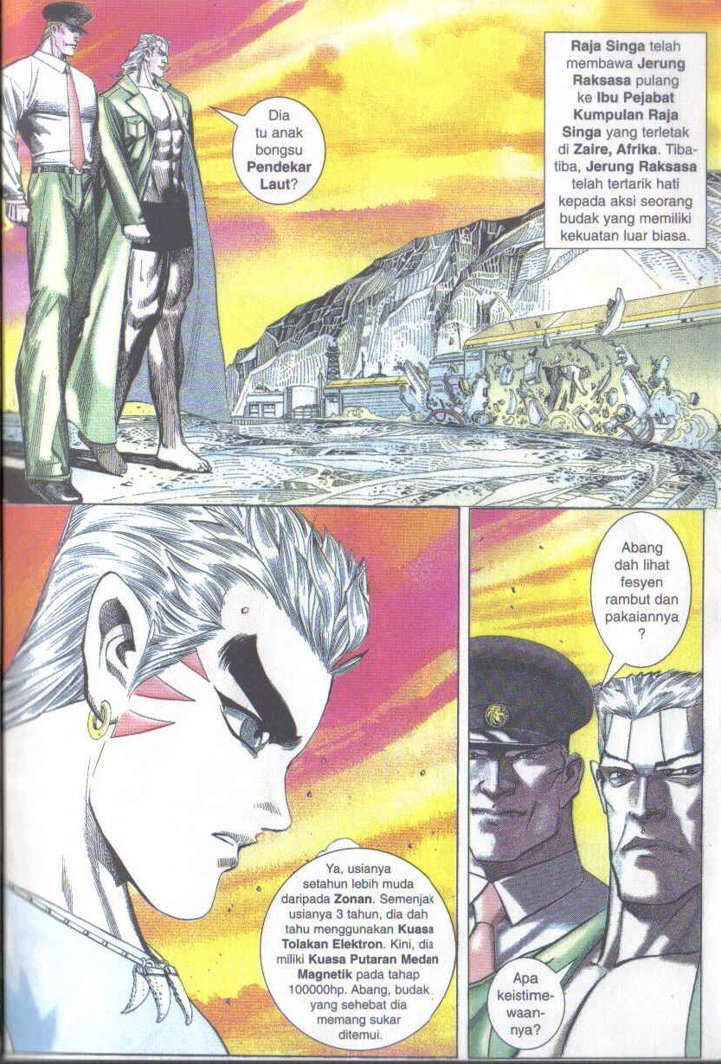 Raja Singa telah
membawa Jerung
Raksasa pulang
ke Ibu Pejabat
Kumpulan Raja
Singa yang terletak
di Zaire, Afrika. Tiba-
tiba, Jerung Raksasa
telah tertarik hati
kepada aksi seorang
budak yang memiliki
kekuatan luar biasa.
Dia
tu anak
bongsu
Pendekar
Laut?
Ya, usianya
setahun lebih muda
daripada Zonan. Semenjak
usianya 3 tahun, dia dah
tahu menggunakan Kuasa
Tolakan Elektron. Kini, dia
miliki Kuasa Putaran Medan
Magnetik pada tahap
100000hp. Abang, budak
yang sehebat dia
memang sukar
ditemui.
Abang
dah lihat
fesyen
rambut dan
pakaiannya
?
Apa
keistime-
waan-
nya?